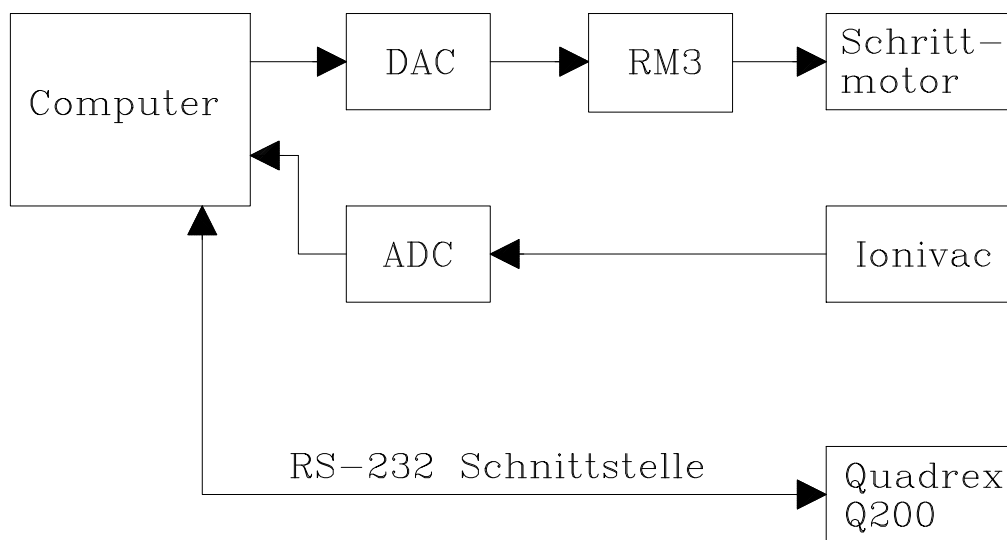 Computer
DAC
RM3
Schritt-
motor
ADC
Ionivac
RS-232 Schnittstelle
Quadrex
Q200